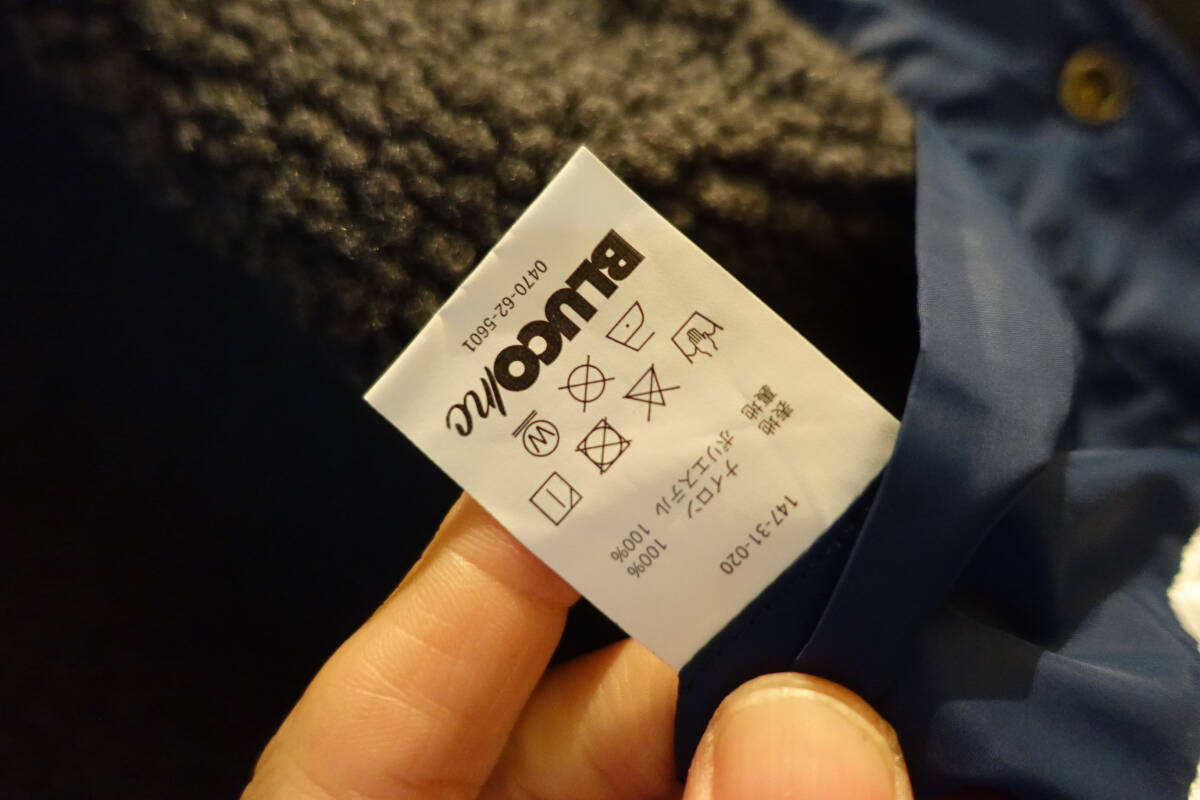 147-31-020
表地 ナイロン 100%
裏地 ポリエステル 100%
W
BLUCO Inc
0470-62-5601